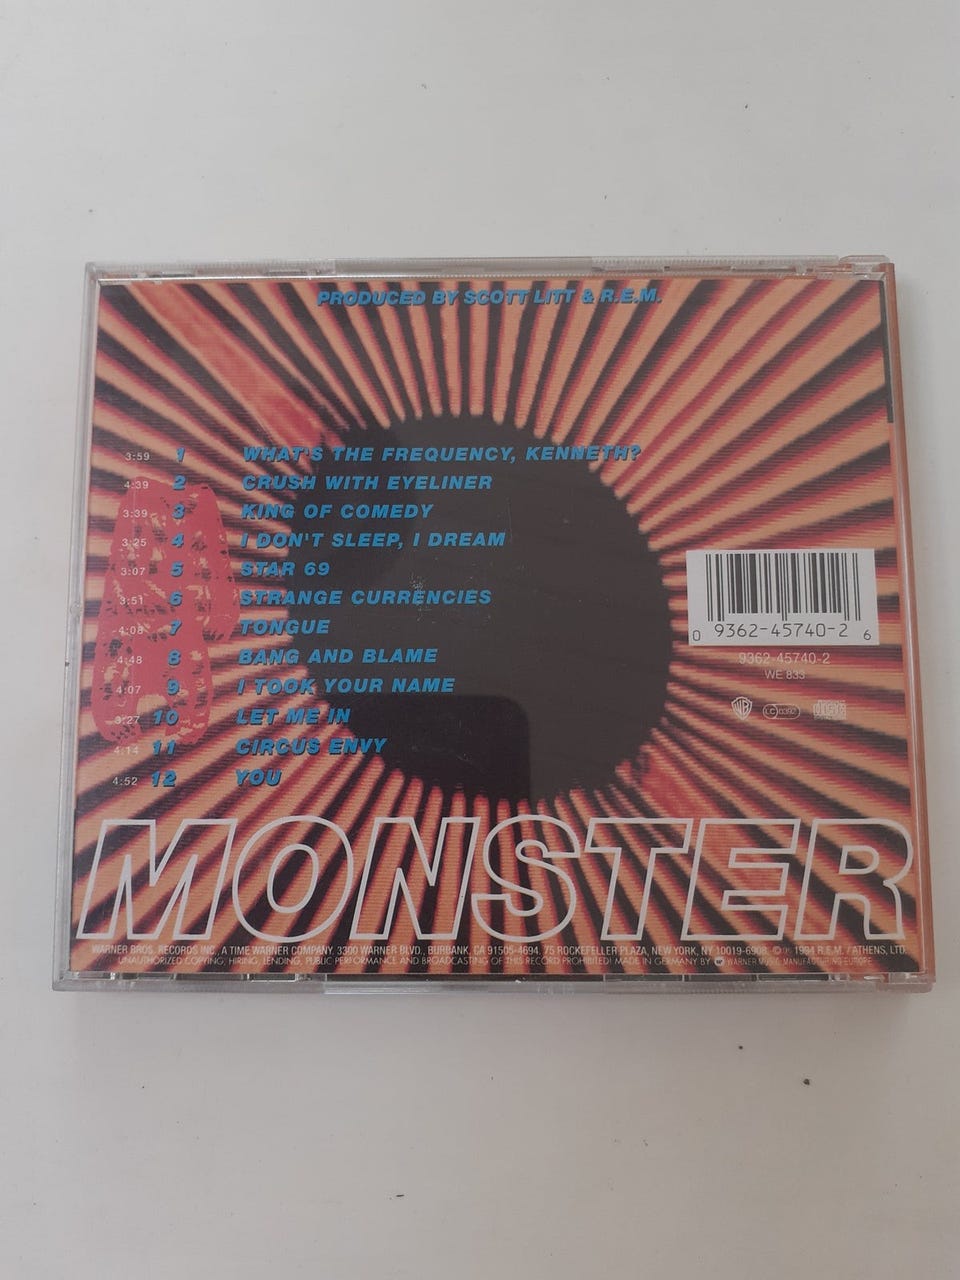 PRODUCED BY SCOTT LITT & R.E.M.
3:59 1 WHAT'S THE FREQUENCY, KENNETH?
4:39 2 CRUSH WITH EYELINER
3:39 3 KING OF COMEDY
3:25 4 I DON'T SLEEP, I DREAM
3:07 5 STAR 69
3:51 6 STRANGE CURRENCIES
4:08 7 TONGUE
4:48 8 BANG AND BLAME
4:07 9 I TOOK YOUR NAME
3:27 10 LET ME IN
4:14 11 CIRCUS ENVY
4:52 12 YOU
0 9362-45740-2 6
9362-45740-2
WE 833
MONSTER
WARNER BROS. RECORDS INC., A TIME WARNER COMPANY. 3300 WARNER BLVD., BURBANK, CA 91505-4694. 75 ROCKEFELLER PLAZA, NEW YORK, NY 10019-6908. © ℗ 1994 R.E.M. / ATHENS, LTD.
UNAUTHORIZED COPYING, HIRING, LENDING, PUBLIC PERFORMANCE AND BROADCASTING OF THIS RECORD PROHIBITED! MADE IN GERMANY BY WARNER MUSIC MANUFACTURING EUROPE